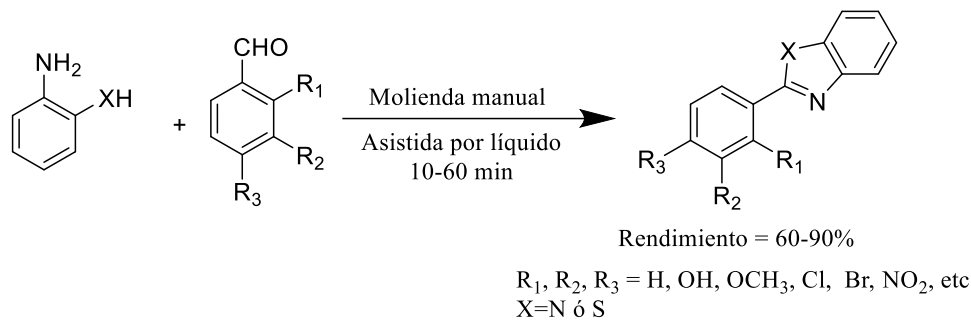 NH₂
XH
+
CHO
R₁
R₂
R₃
Molienda manual
Asistida por líquido
10-60 min
X
N
R₃
R₁
R₂
Rendimiento = 60-90%
R₁, R₂, R₃ = H, OH, OCH₃, Cl, Br, NO₂, etc
X=N ó S